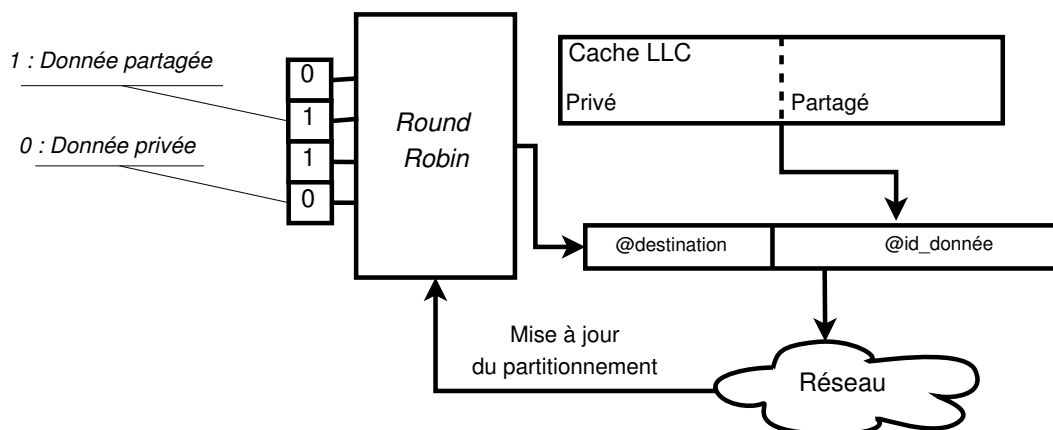 1 : Donnée partagée
0 : Donnée privée
0
1
1
0
Round
Robin
Cache LLC
Privé
Partagé
@destination
@id_donnée
Mise à jour
du partitionnement
Réseau